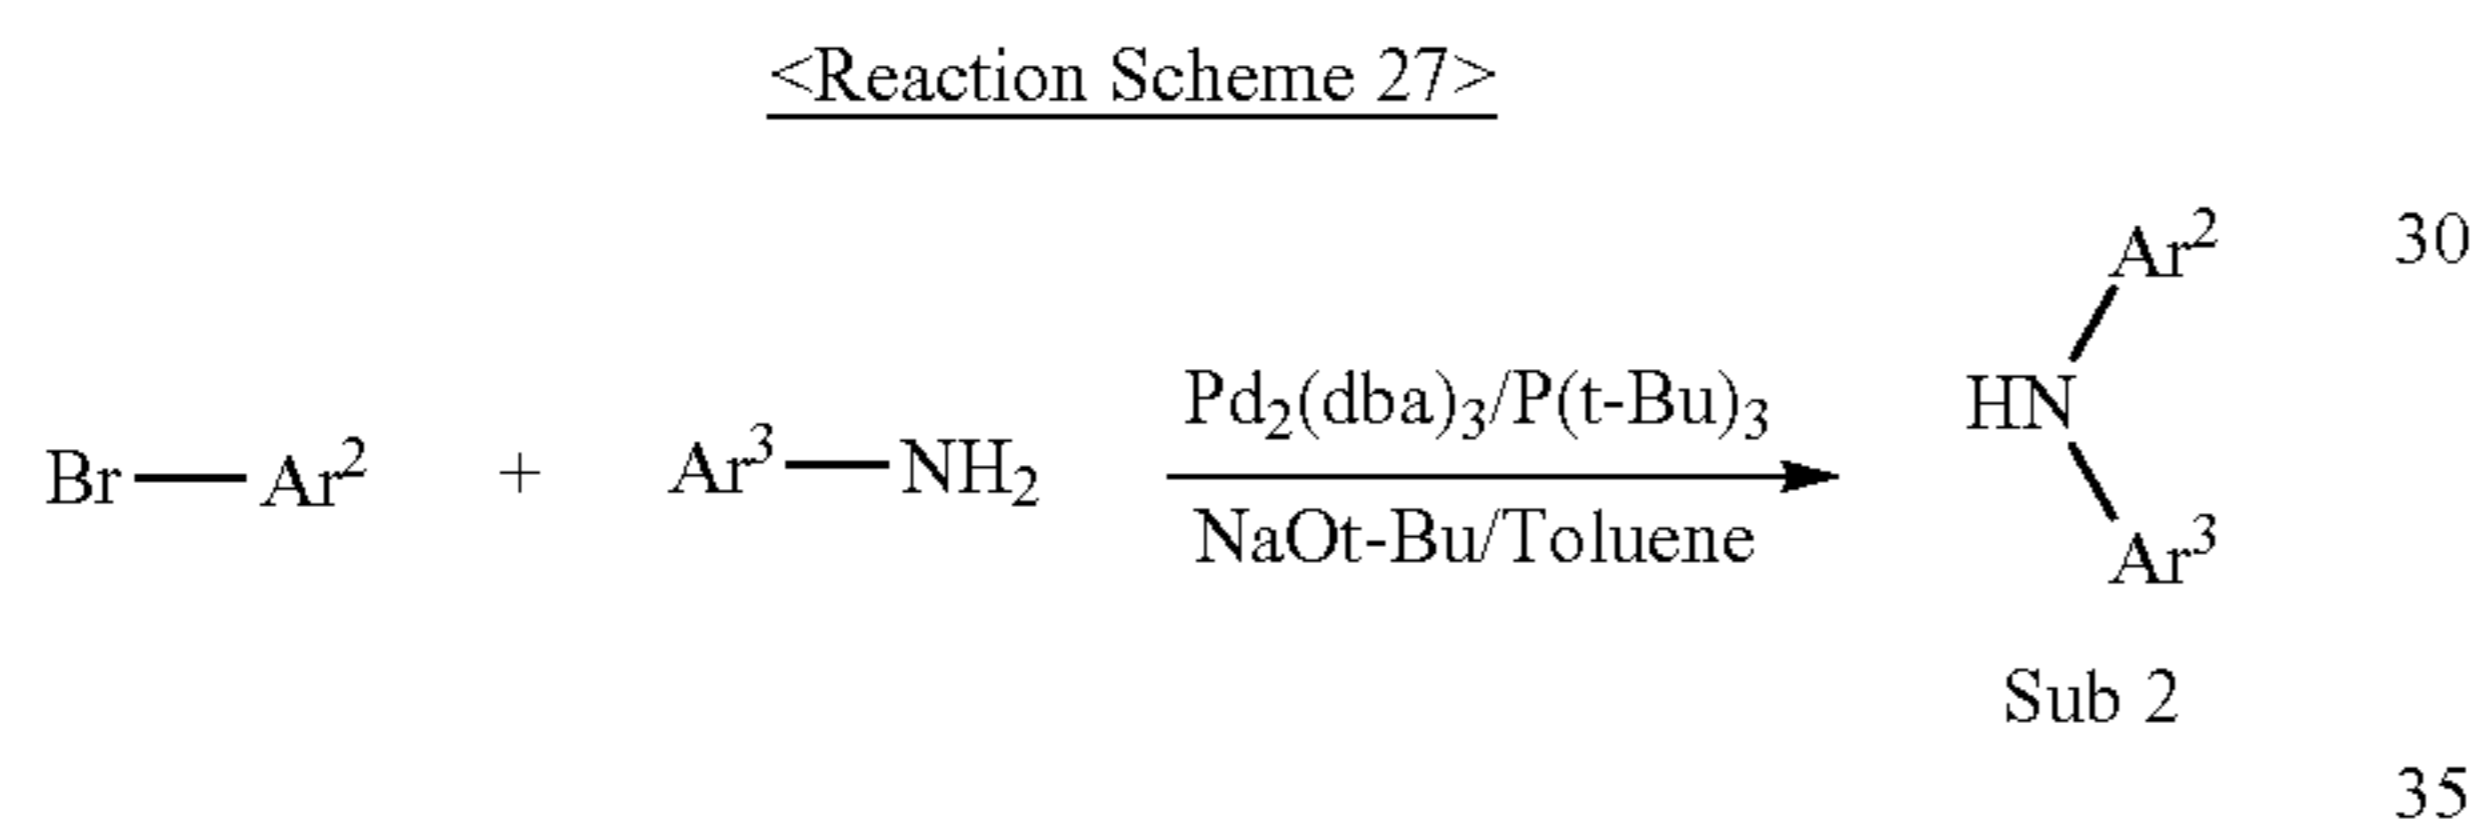 <Reaction Scheme 27>
Ar²
30
Pd₂(dba)₃/P(t-Bu)₃
HN
Br—Ar² + Ar³—NH₂
NaOt-Bu/Toluene
Ar³
Sub 2
35